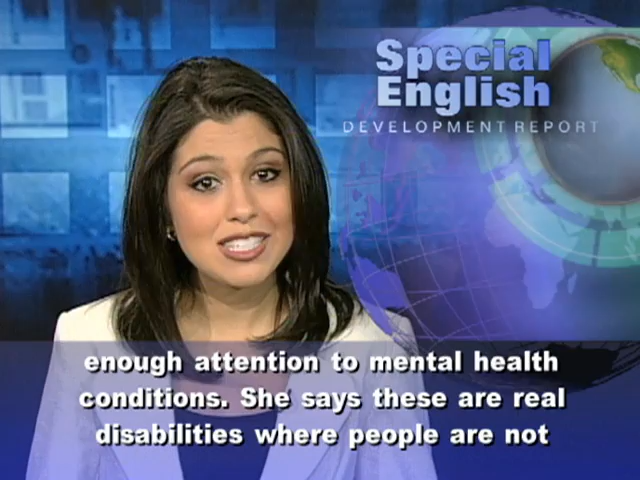 Special
English
DEVELOPMENT REPORT
enough attention to mental health
conditions. She says these are real
disabilities where people are not